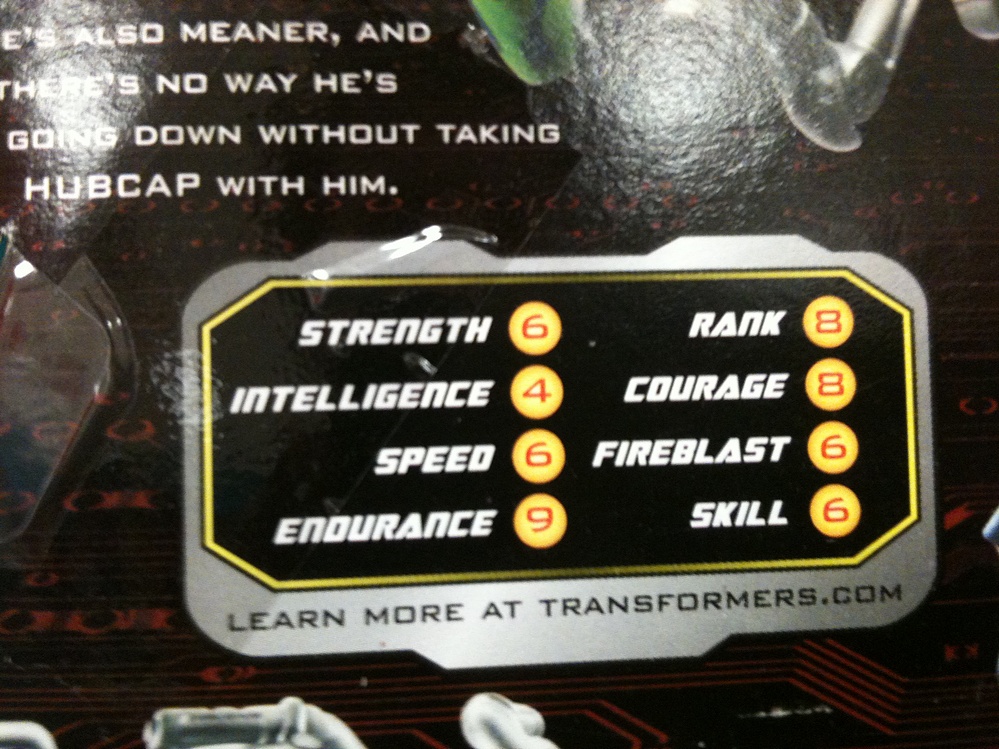 E'S ALSO MEANER, AND
THERE'S NO WAY HE'S
GOING DOWN WITHOUT TAKING
HUBCAP WITH HIM.
STRENGTH 6 RANK 8
INTELLIGENCE 4 COURAGE 8
SPEED 6 FIREBLAST 6
ENDURANCE 9 SKILL 6
LEARN MORE AT TRANSFORMERS.COM